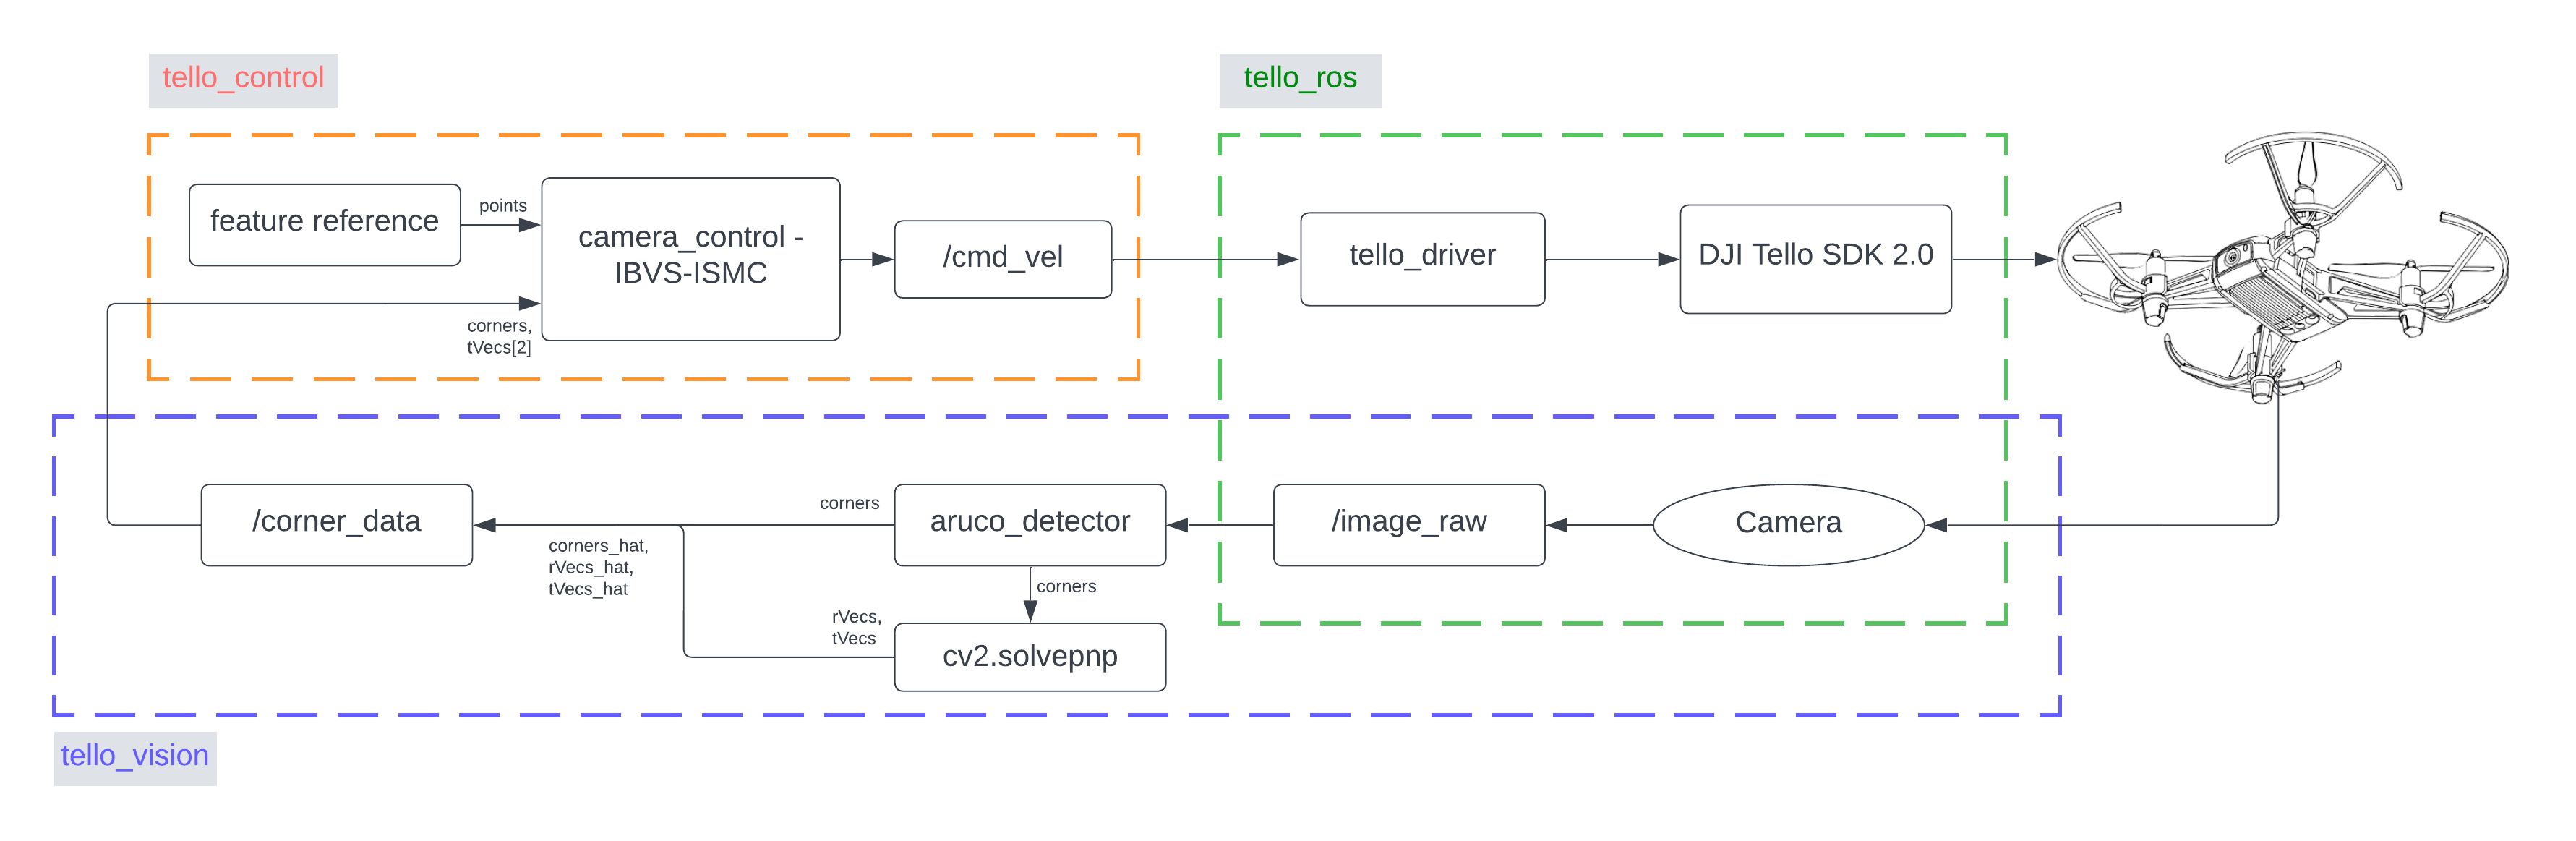 tello_control
tello_ros
feature reference
points
camera_control -
IBVS-ISMC
/cmd_vel
tello_driver
DJI Tello SDK 2.0
corners,
tVecs[2]
/corner_data
corners_hat,
rVecs_hat,
tVecs_hat
corners
aruco_detector
/image_raw
Camera
corners
rVecs,
tVecs
cv2.solvepnp
tello_vision